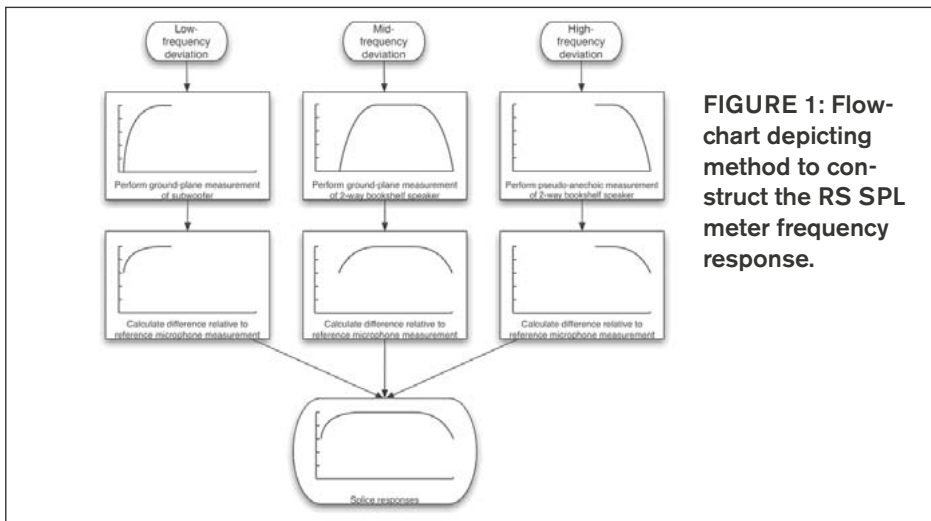 Low-
frequency
deviation
Mid-
frequency
deviation
High-
frequency
deviation
Perform ground-plane measurement
of subwoofer
Perform ground-plane measurement
of 2-way bookshelf speaker
Perform pseudo-anechoic measurement
of 2-way bookshelf speaker
Calculate difference relative to
reference microphone measurement
Calculate difference relative to
reference microphone measurement
Calculate difference relative to
reference microphone measurement
Splice responses
FIGURE 1: Flow-
chart depicting
method to con-
struct the RS SPL
meter frequency
response.